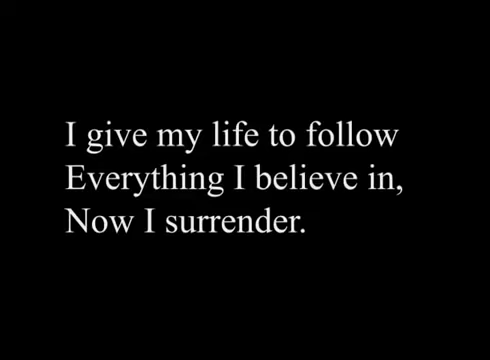 I give my life to follow
Everything I believe in,
Now I surrender.